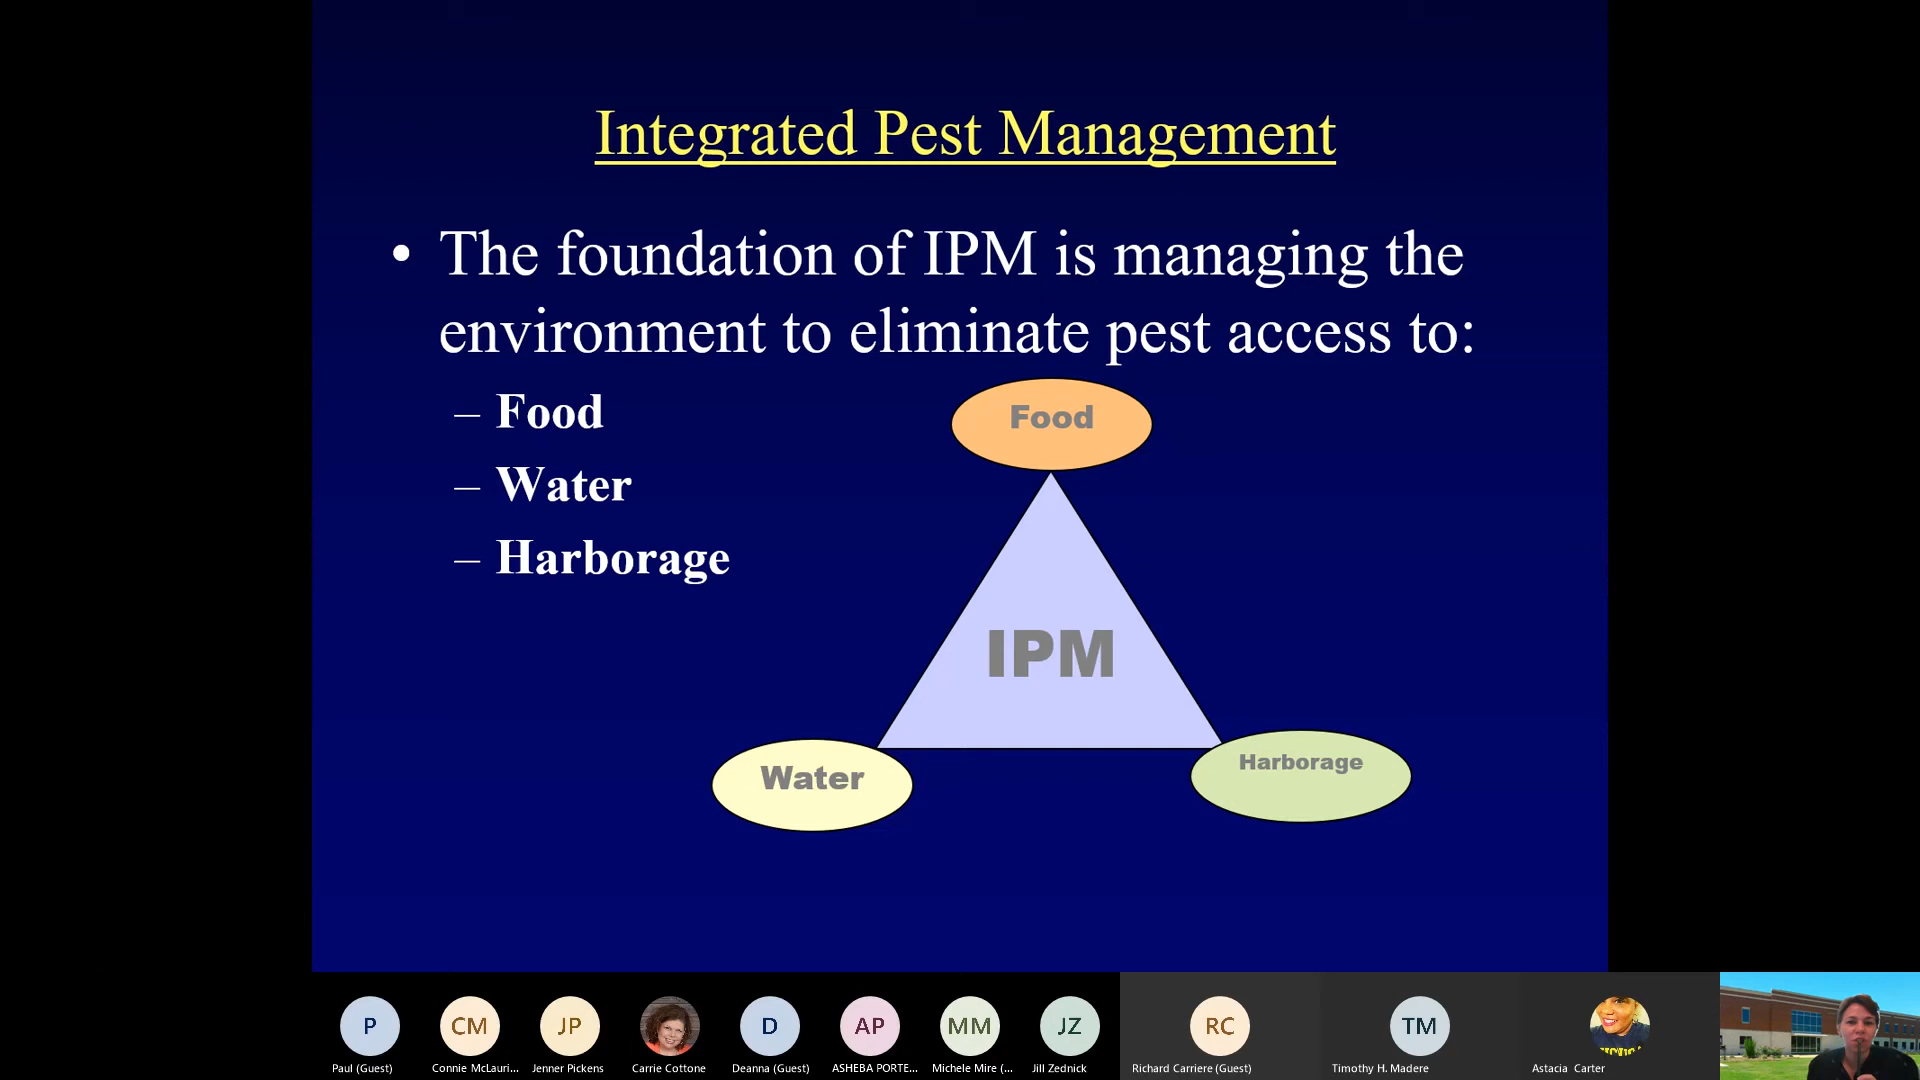 Integrated Pest Management
• The foundation of IPM is managing the
environment to eliminate pest access to:
– Food
– Water
– Harborage
Food
IPM
Water
Harborage
P
CM
JP
D
AP
MM
JZ
RC
TM
Paul (Guest)
Connie McLauri...
Jenner Pickens
Carrie Cottone
Deanna (Guest)
ASHEBA PORTE...
Michele Mire (...
Jill Zednick
Richard Carriere (Guest)
Timothy H. Madere
Astacia Carter